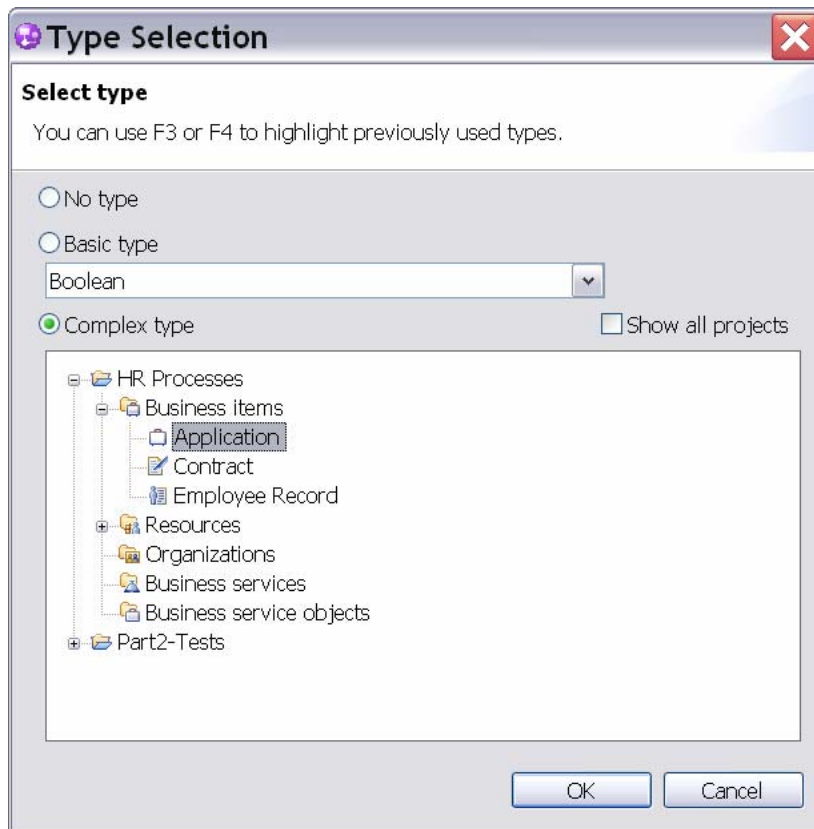 Type Selection
Select type
You can use F3 or F4 to highlight previously used types.
No type
Basic type
Boolean
Complex type Show all projects
HR Processes
Business items
Application
Contract
Employee Record
Resources
Organizations
Business services
Business service objects
Part2-Tests
OK Cancel